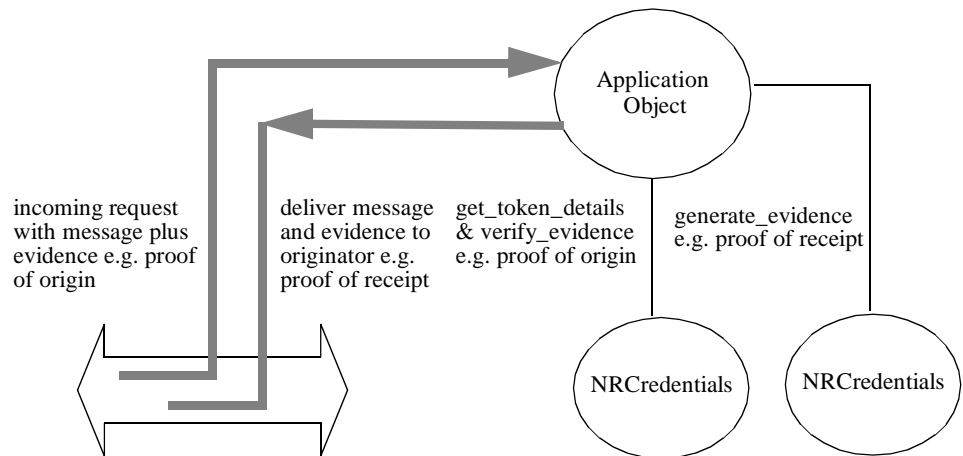 Application
Object
incoming request
with message plus
evidence e.g. proof
of origin
deliver message
and evidence to
originator e.g.
proof of receipt
get_token_details
& verify_evidence
e.g. proof of origin
generate_evidence
e.g. proof of receipt
NRCredentials
NRCredentials